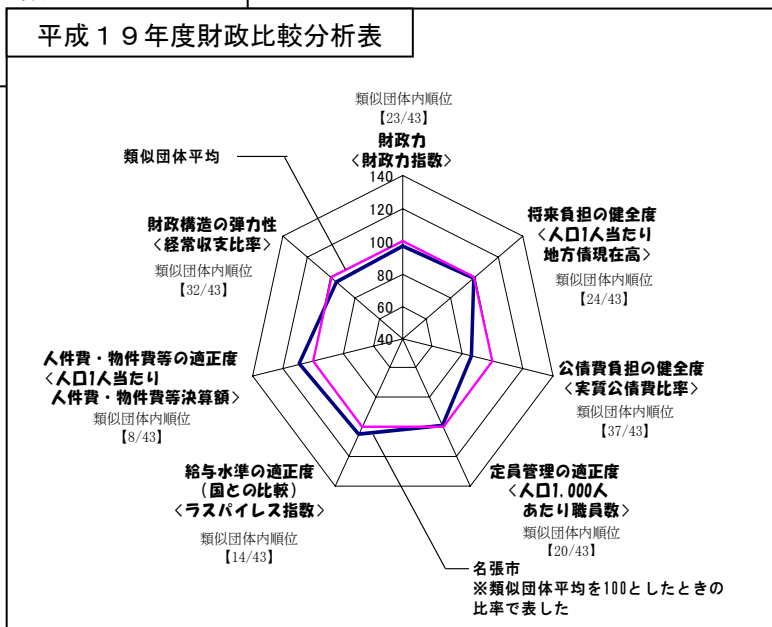 平成１９年度財政比較分析表
類似団体内順位
【23/43】
財政力
<財政力指数>
類似団体平均
140
120
100
80
60
40
将来負担の健全度
<人口1人当たり
地方債現在高>
類似団体内順位
【24/43】
財政構造の弾力性
<経常収支比率>
類似団体内順位
【32/43】
人件費・物件費等の適正度
<人口1人当たり
人件費・物件費等決算額>
類似団体内順位
【8/43】
公債費負担の健全度
<実質公債費比率>
類似団体内順位
【37/43】
給与水準の適正度
(国との比較)
<ラスパイレス指数>
類似団体内順位
【14/43】
定員管理の適正度
<人口1,000人
あたり職員数>
類似団体内順位
【20/43】
名張市
※類似団体平均を100としたときの
比率で表した